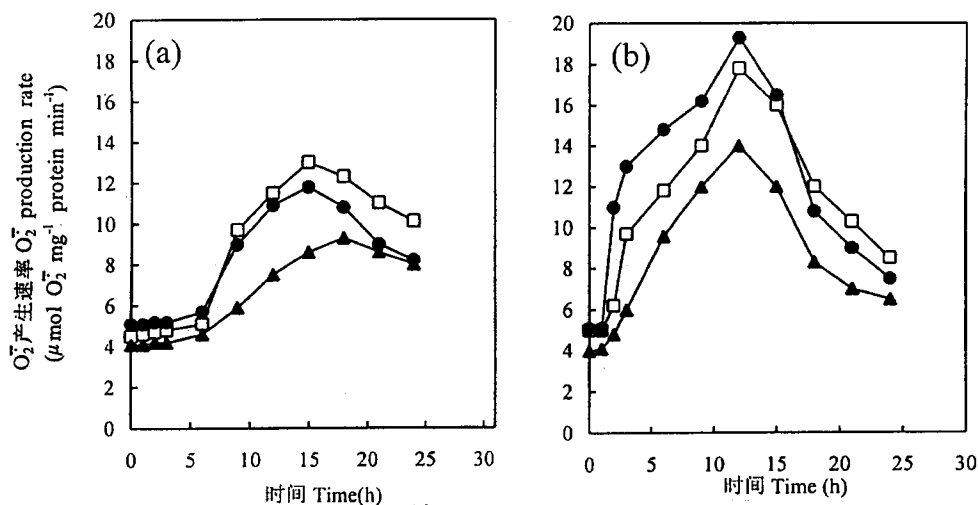 (a)
20
18
16
14
12
10
8
6
4
2
0
0 5 10 15 20 25 30
时间 Time(h)
O₂⁻·产生速率 O₂⁻· production rate
(μmol O₂⁻· mg⁻¹ protein min⁻¹)
(b)
20
18
16
14
12
10
8
6
4
2
0
0 5 10 15 20 25 30
时间 Time (h)